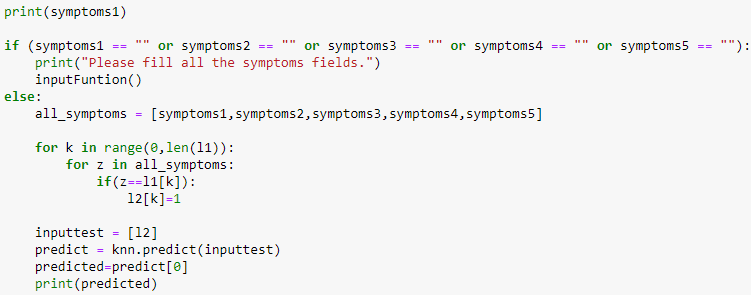 print(symptoms1)
if (symptoms1 == "" or symptoms2 == "" or symptoms3 == "" or symptoms4 == "" or symptoms5 == ""):
    print("Please fill all the symptoms fields.")
    inputFuntion()
else:
    all_symptoms = [symptoms1,symptoms2,symptoms3,symptoms4,symptoms5]
    for k in range(0,len(l1)):
        for z in all_symptoms:
            if(z==l1[k]):
                l2[k]=1
    inputtest = [l2]
    predict = knn.predict(inputtest)
    predicted=predict[0]
    print(predicted)